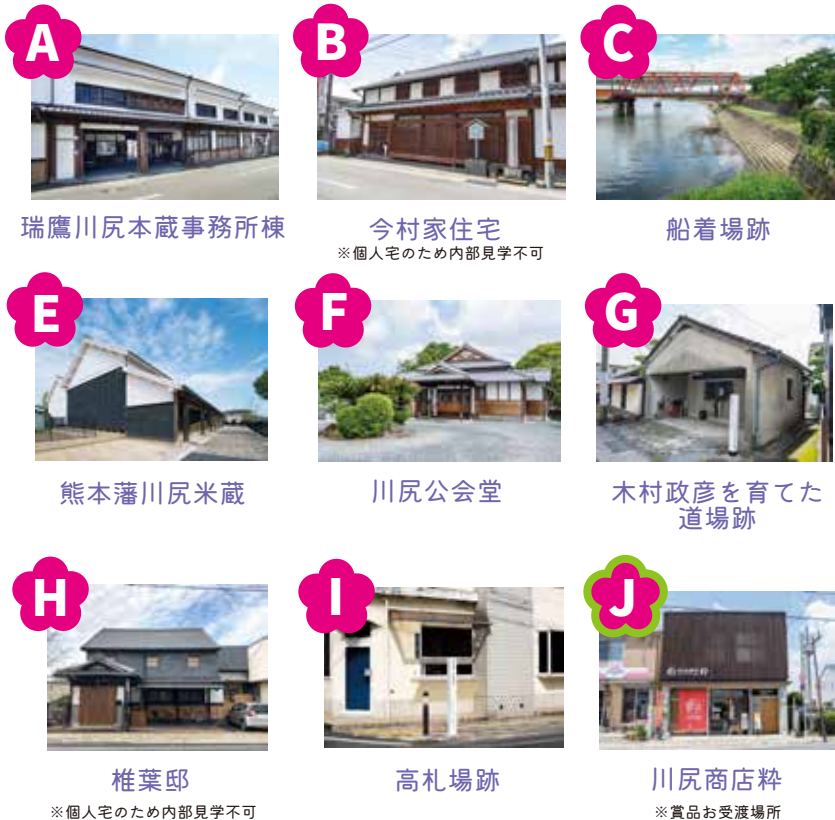 A
瑞鷹川尻本蔵事務所棟
B
今村家住宅
※個人宅のため内部見学不可
C
船着場跡
E
熊本藩川尻米蔵
F
川尻公会堂
G
木村政彦を育てた
道場跡
H
椎葉邸
※個人宅のため内部見学不可
I
高札場跡
J
川尻商店粋
※賞品お受渡場所